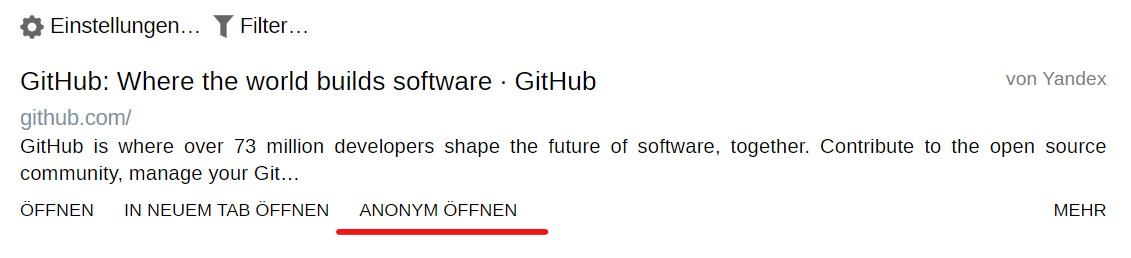 Einstellungen... Filter...
GitHub: Where the world builds software · GitHub
von Yandex
github.com/
GitHub is where over 73 million developers shape the future of software, together. Contribute to the open source
community, manage your Git...
ÖFFNEN IN NEUEM TAB ÖFFNEN ANONYM ÖFFNEN MEHR